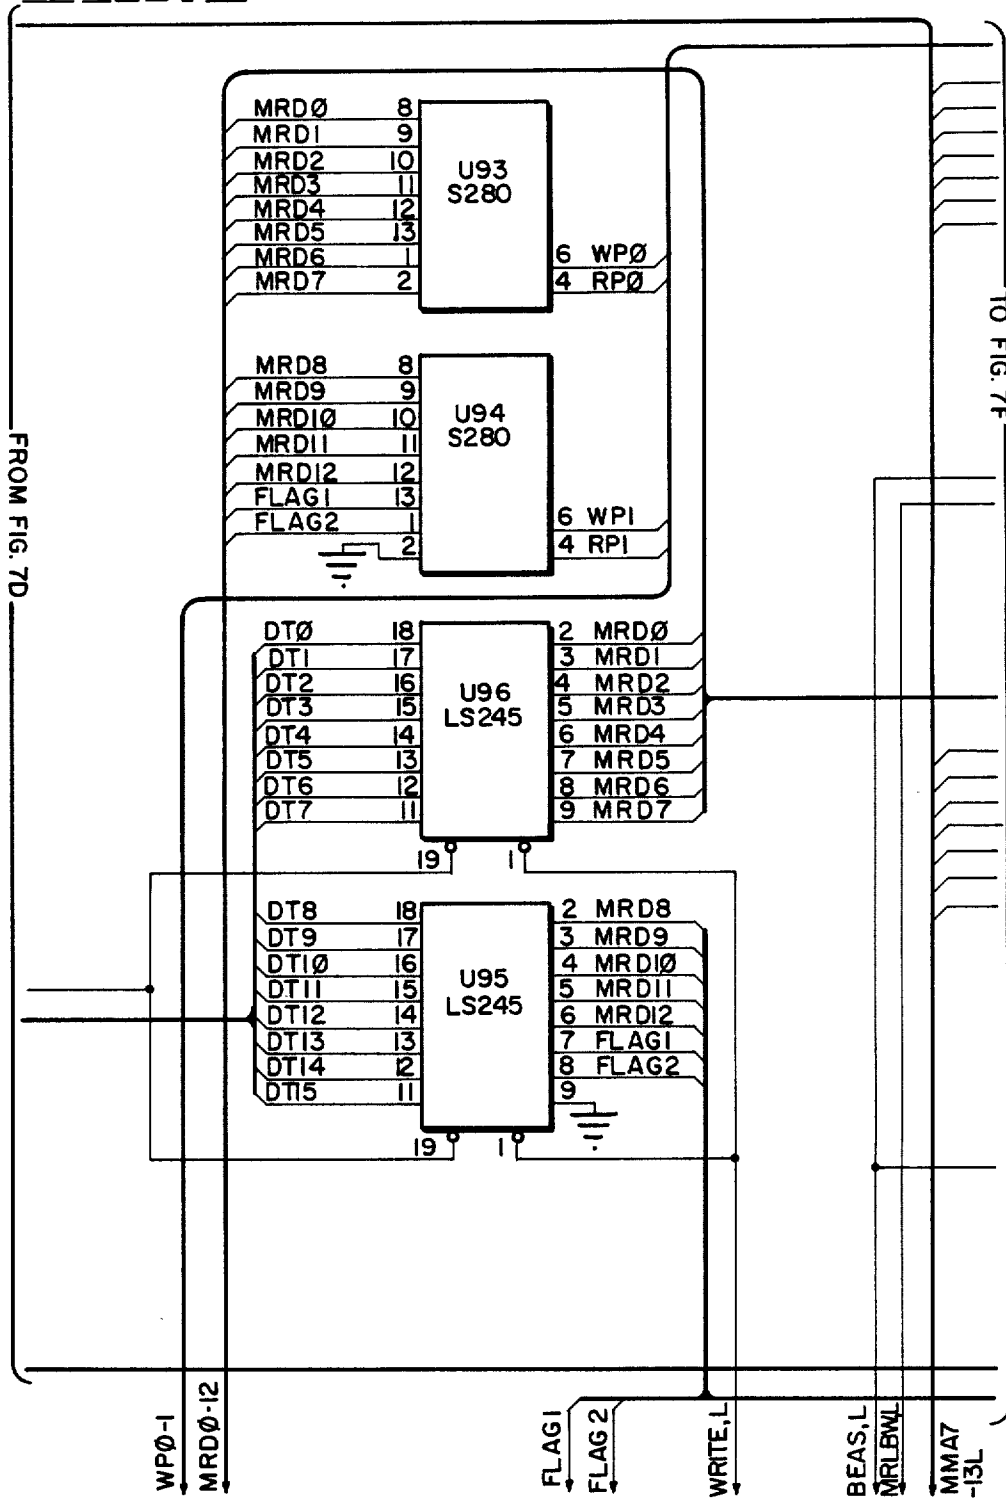 MRDØ 8
MRD1 9
MRD2 10
MRD3 11
MRD4 12
MRD5 13
MRD6 1
MRD7 2
U93
S280
6 WPØ
4 RPØ
TO FIG. 7F
MRD8 8
MRD9 9
MRD1Ø 10
MRD11 11
MRD12 12
FLAG1 13
FLAG2 1
2
U94
S280
6 WP1
4 RP1
FROM FIG. 7D
DTØ 18
DT1 17
DT2 16
DT3 15
DT4 14
DT5 13
DT6 12
DT7 11
U96
LS245
2 MRDØ
3 MRD1
4 MRD2
5 MRD3
6 MRD4
7 MRD5
8 MRD6
9 MRD7
19 1
DT8 18
DT9 17
DT1Ø 16
DT11 15
DT12 14
DT13 13
DT14 12
DT15 11
U95
LS245
2 MRD8
3 MRD9
4 MRD1Ø
5 MRD11
6 MRD12
7 FLAG1
8 FLAG2
9
19 1
WPØ-1
MRDØ-12
FLAG1
FLAG 2
WRITE, L
BEAS, L
MRLBW,L
MMA7
-13L